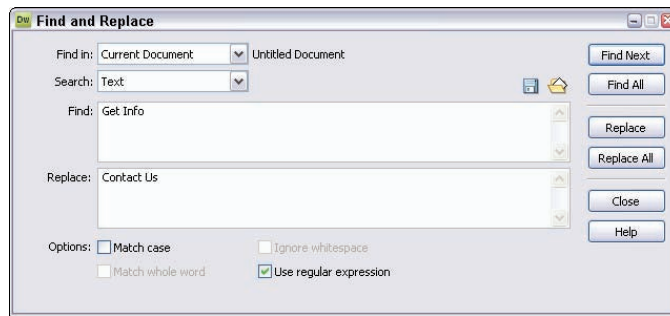 Dw Find and Replace
Find in: Current Document Untitled Document
Find Next
Search: Text
Find All
Find: Get Info
Replace
Replace All
Replace: Contact Us
Close
Help
Options: Match case Ignore whitespace
Match whole word Use regular expression